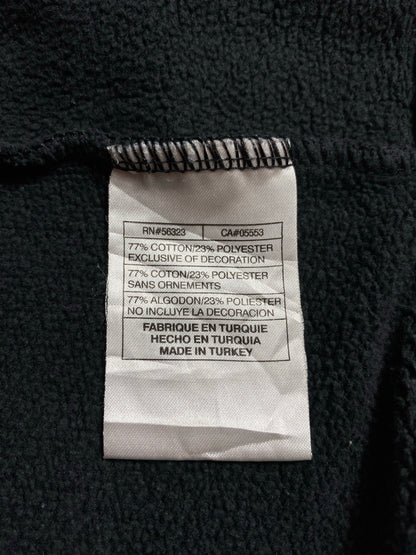 RN#56323 CA#05553
77% COTTON/23% POLYESTER
EXCLUSIVE OF DECORATION
77% COTON/23% POLYESTER
SANS ORNEMENTS
77% ALGODON/23% POLIESTER
NO INCLUYE LA DECORACION
FABRIQUE EN TURQUIE
HECHO EN TURQUIA
MADE IN TURKEY